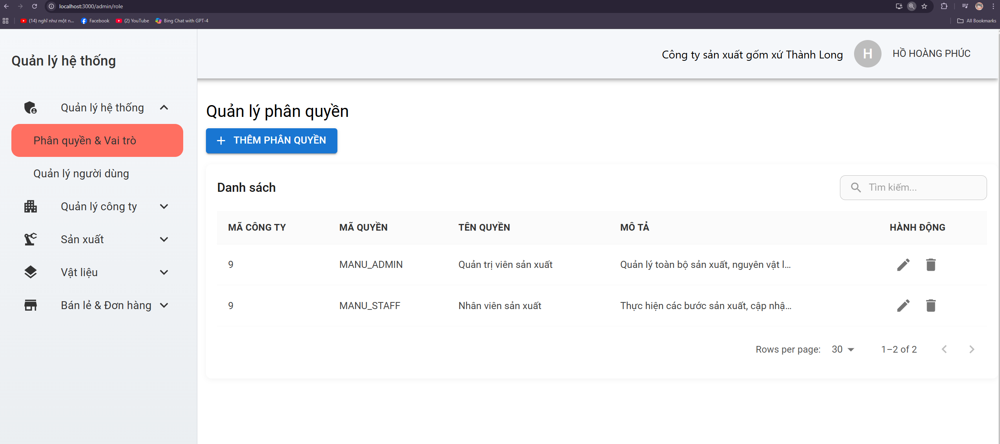 localhost:3000/admin/role
(14) nghĩ như một n...
Facebook
(2) YouTube
Bing Chat with GPT-4
All Bookmarks
Quản lý hệ thống
Công ty sản xuất gốm xứ Thành Long
H
HỒ HOÀNG PHÚC
Quản lý hệ thống
Phân quyền & Vai trò
Quản lý người dùng
Quản lý công ty
Sản xuất
Vật liệu
Bán lẻ & Đơn hàng
Quản lý phân quyền
THÊM PHÂN QUYỀN
Danh sách
Tìm kiếm...
MÃ CÔNG TY MÃ QUYỀN TÊN QUYỀN MÔ TẢ HÀNH ĐỘNG
9 MANU_ADMIN Quản trị viên sản xuất Quản lý toàn bộ sản xuất, nguyên vật l...
9 MANU_STAFF Nhân viên sản xuất Thực hiện các bước sản xuất, cập nhậ...
Rows per page: 30 1–2 of 2